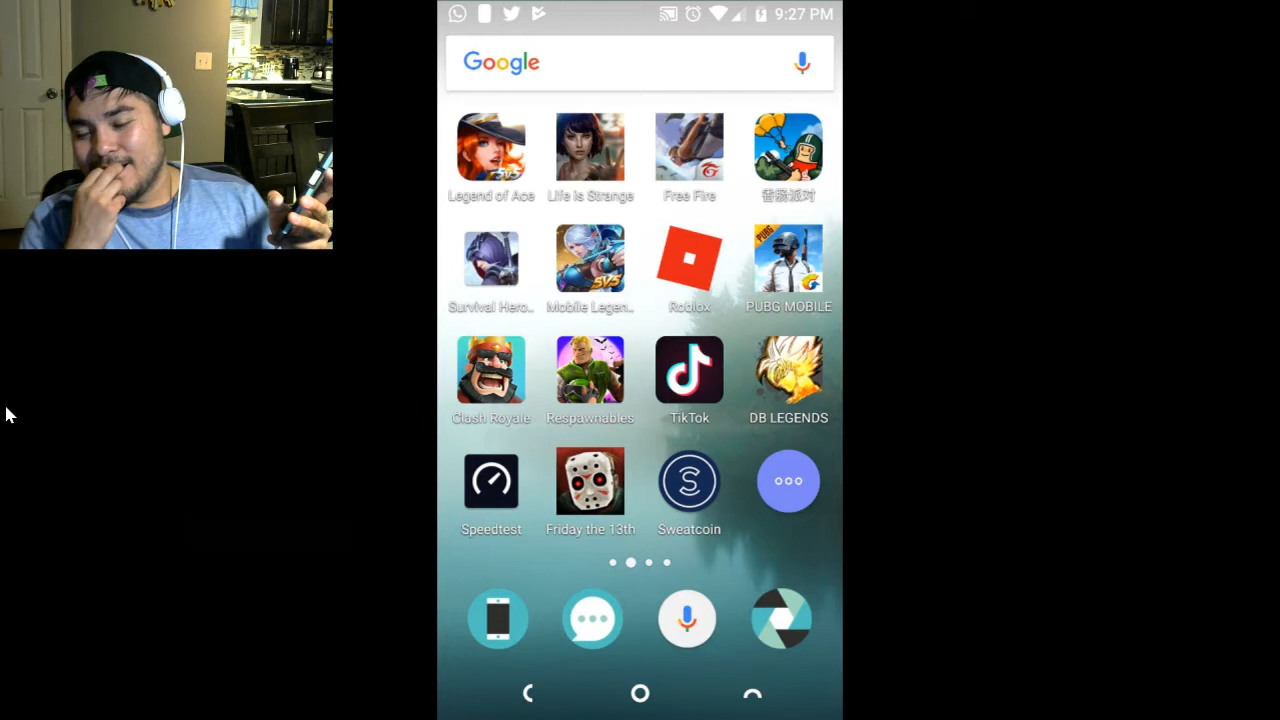 9:27 PM
Google
Legend of Ace
Life is Strange
Free Fire
香肠派对
Survival Hero..
Mobile Legen..
Roblox
PUBG MOBILE
Clash Royale
Respawnables
TikTok
DB LEGENDS
Speedtest
Friday the 13th
Sweatcoin